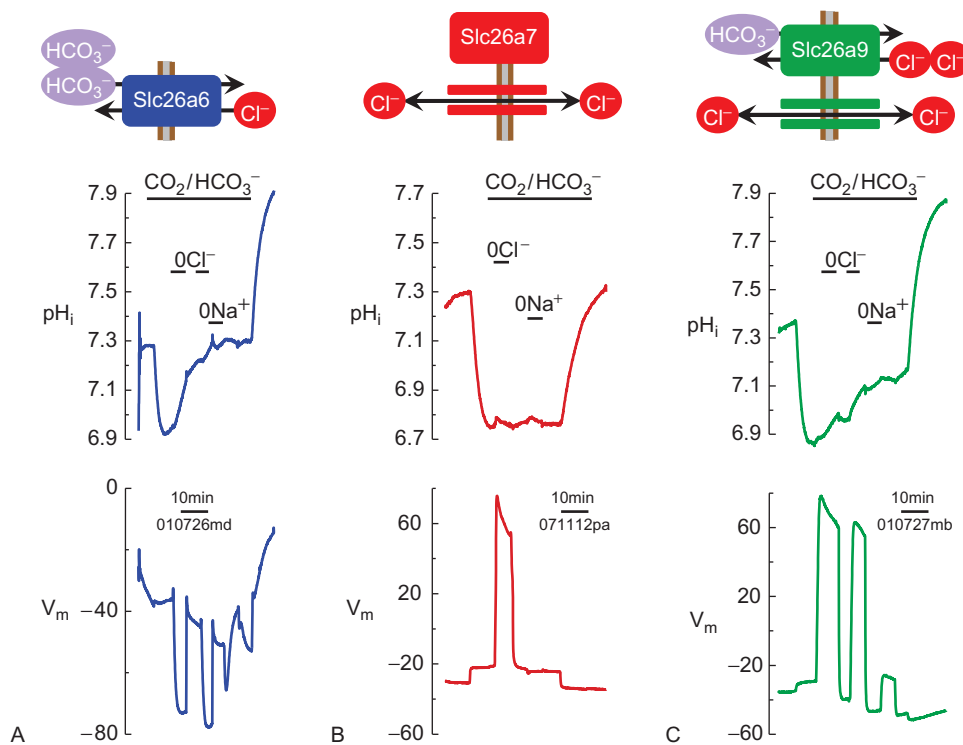 HCO₃⁻
HCO₃⁻
Slc26a6
Cl⁻
Slc26a7
Cl⁻
Cl⁻
HCO₃⁻
Slc26a9
Cl⁻
Cl⁻
Cl⁻
Cl⁻
CO₂/HCO₃⁻
0Cl⁻
0Na⁺
pHᵢ
7.9
7.7
7.5
7.3
7.1
6.9
CO₂/HCO₃⁻
0Cl⁻
0Na⁺
pHᵢ
7.7
7.5
7.3
7.1
6.9
6.7
CO₂/HCO₃⁻
0Cl⁻
0Na⁺
pHᵢ
7.9
7.7
7.5
7.3
7.1
6.9
0
−40
−80
Vₘ
10min
010726md
A
60
20
−20
−60
Vₘ
10min
071112pa
B
60
20
−20
−60
Vₘ
10min
010727mb
C